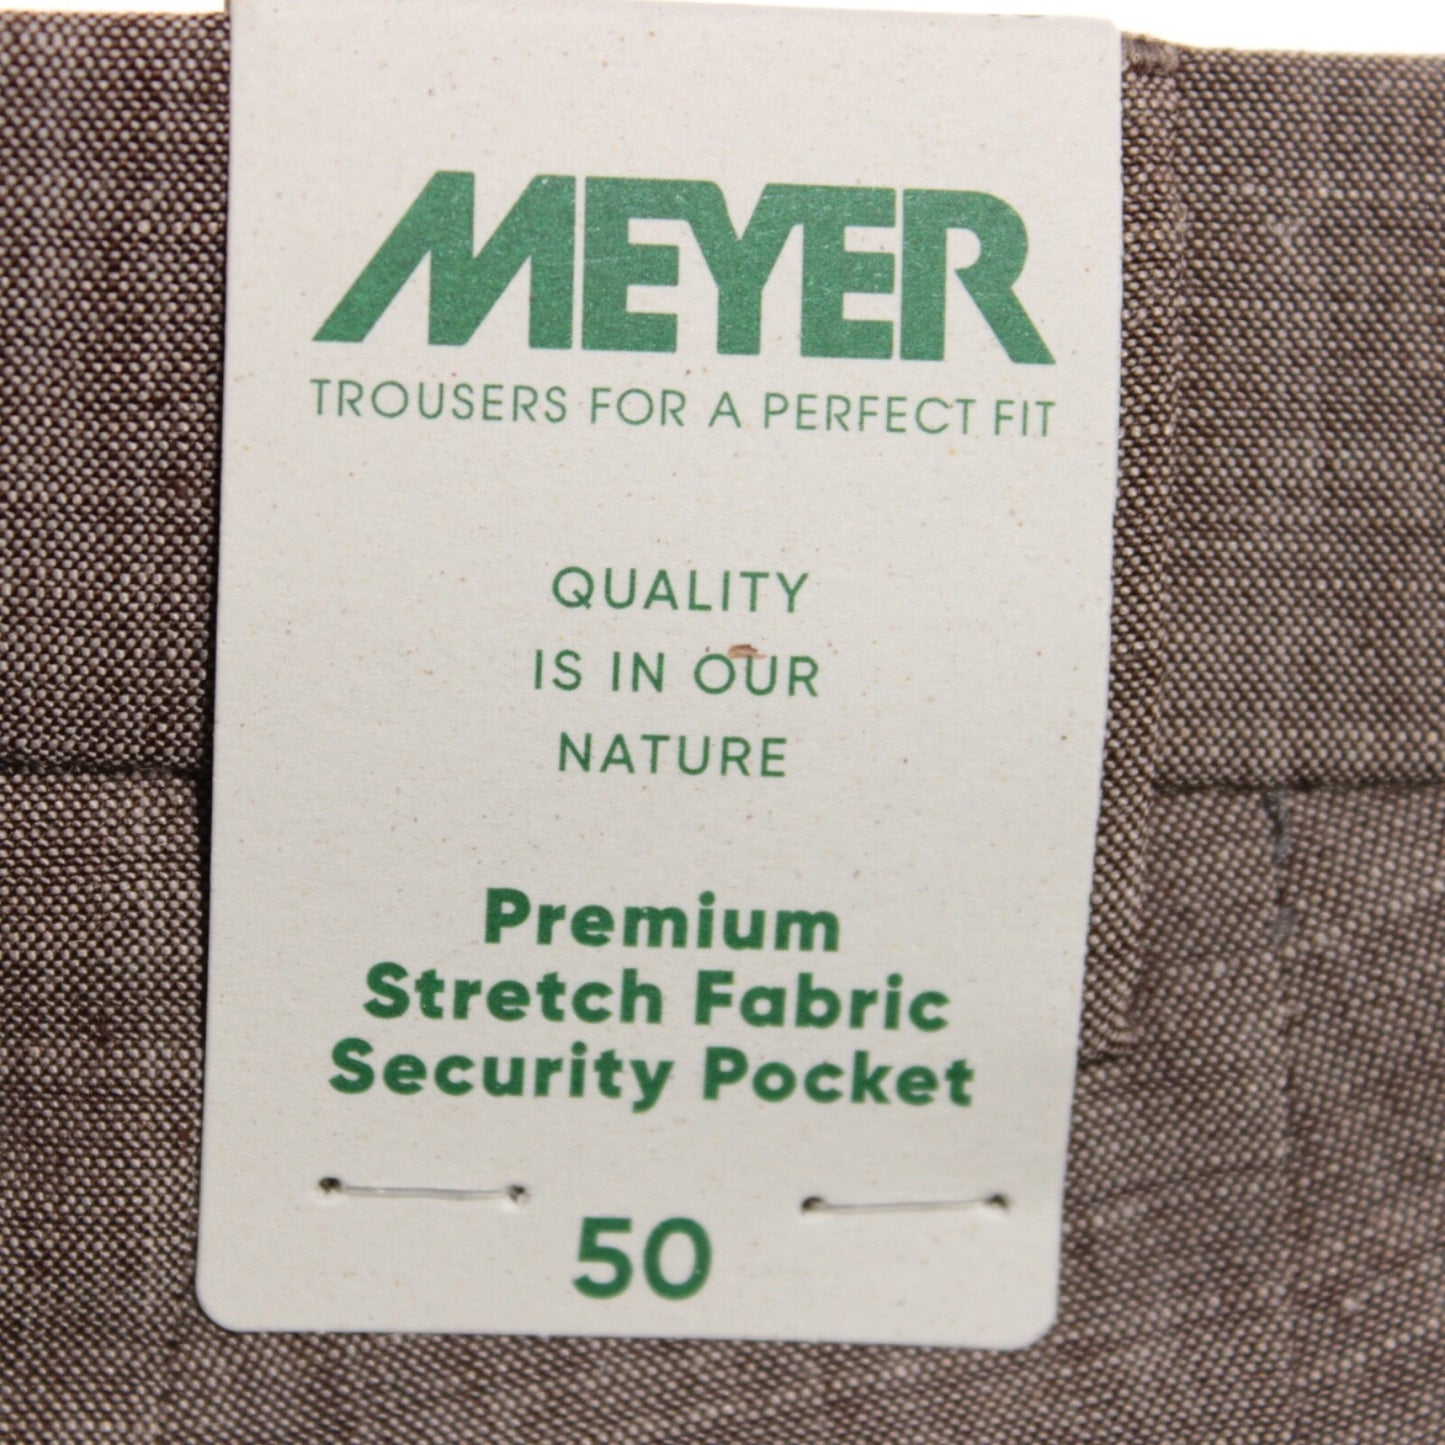 MEYER
TROUSERS FOR A PERFECT FIT
QUALITY
IS IN OUR
NATURE
Premium
Stretch Fabric
Security Pocket
50